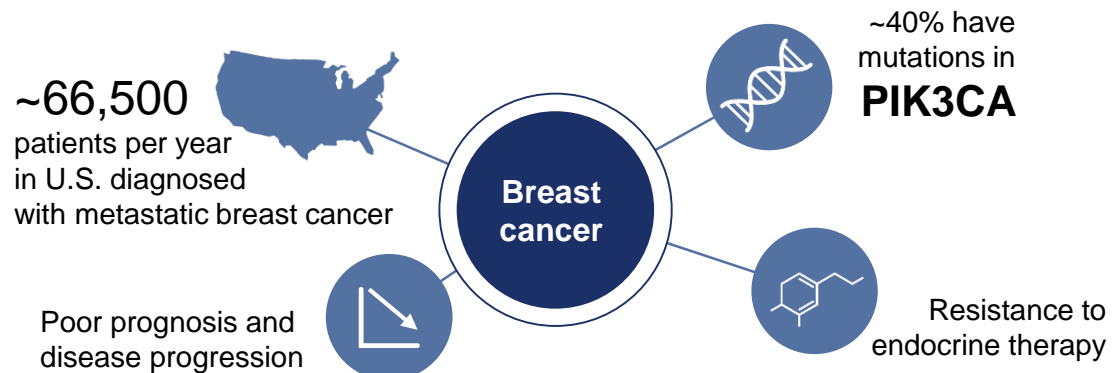 ~66,500
patients per year
in U.S. diagnosed
with metastatic breast cancer
~40% have
mutations in
PIK3CA
Breast
cancer
Poor prognosis and
disease progression
Resistance to
endocrine therapy